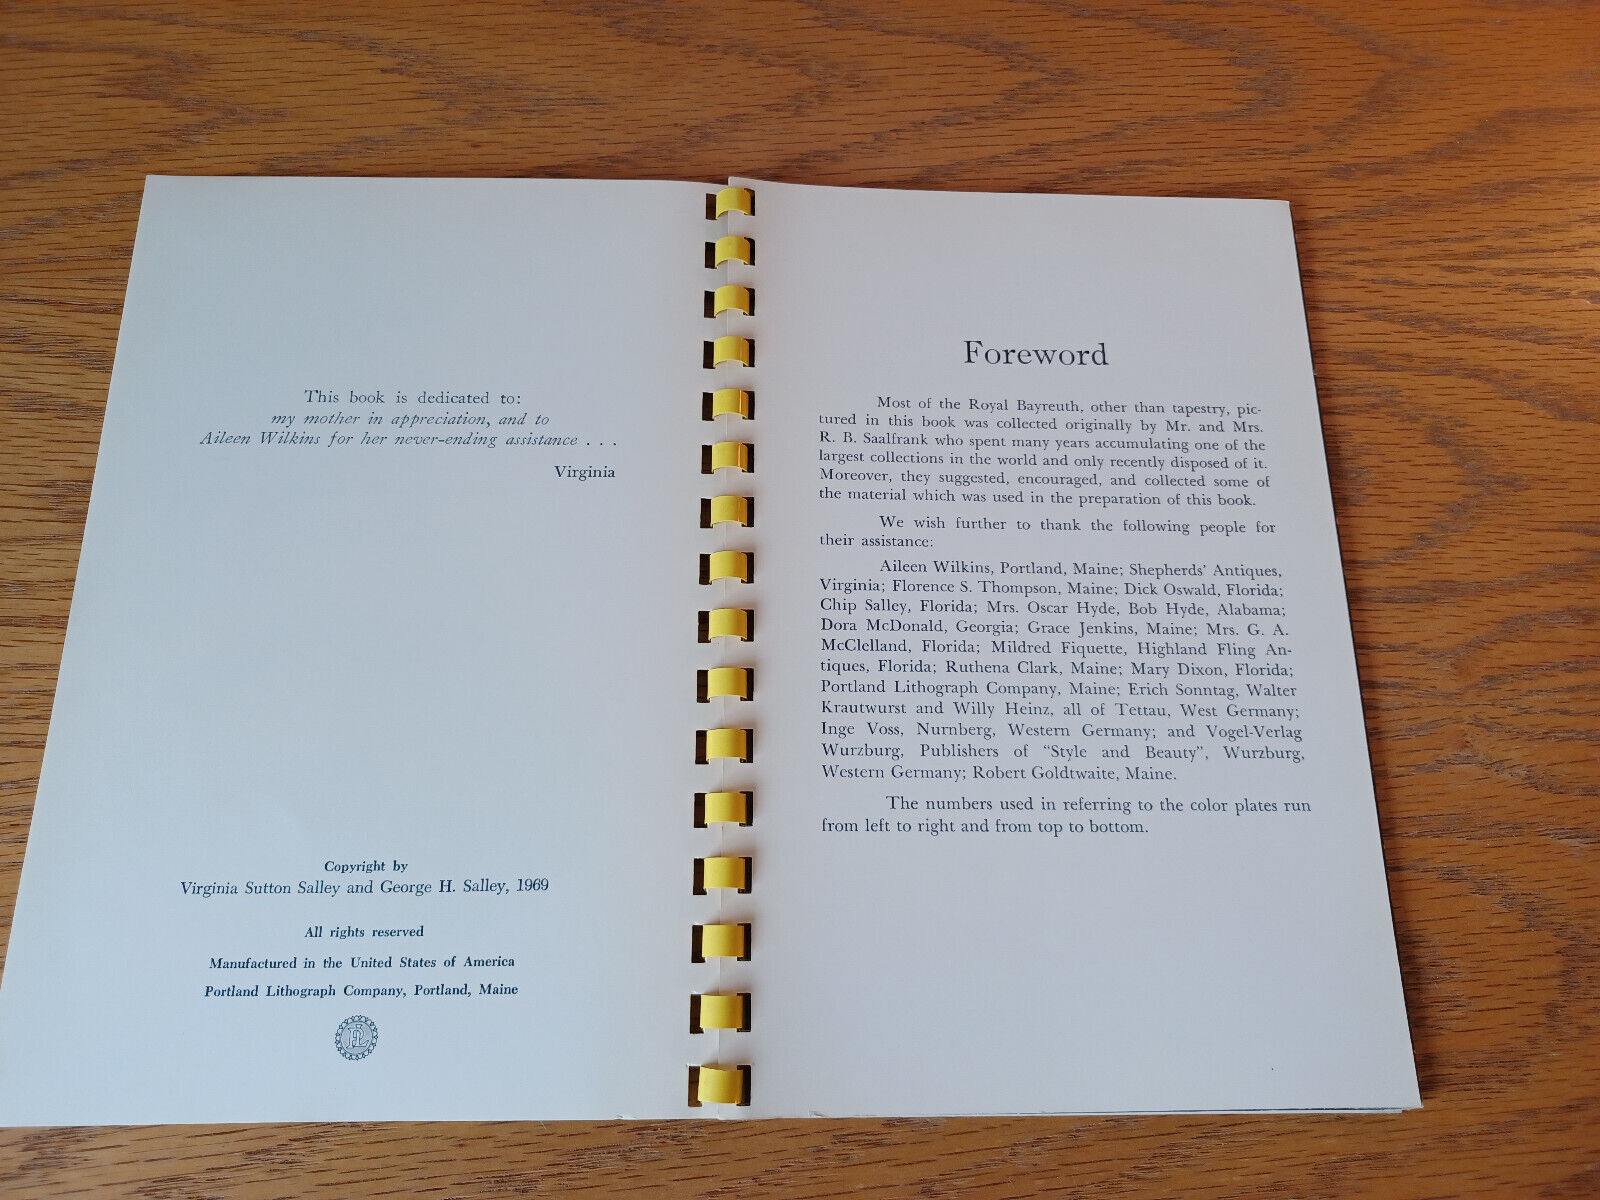 This book is dedicated to:
my mother in appreciation, and to
Aileen Wilkins for her never-ending assistance . . .
Virginia
Copyright by
Virginia Sutton Salley and George H. Salley, 1969
All rights reserved
Manufactured in the United States of America
Portland Lithograph Company, Portland, Maine
Foreword
Most of the Royal Bayreuth, other than tapestry, pic-
tured in this book was collected originally by Mr. and Mrs.
R. B. Saalfrank who spent many years accumulating one of the
largest collections in the world and only recently disposed of it.
Moreover, they suggested, encouraged, and collected some of
the material which was used in the preparation of this book.
We wish further to thank the following people for
their assistance:
Aileen Wilkins, Portland, Maine; Shepherds' Antiques,
Virginia; Florence S. Thompson, Maine; Dick Oswald, Florida;
Chip Salley, Florida; Mrs. Oscar Hyde, Bob Hyde, Alabama;
Dora McDonald, Georgia; Grace Jenkins, Maine; Mrs. G. A.
McClelland, Florida; Mildred Fiquette, Highland Fling An-
tiques, Florida; Ruthena Clark, Maine; Mary Dixon, Florida;
Portland Lithograph Company, Maine; Erich Sonntag, Walter
Krautwurst and Willy Heinz, all of Tettau, West Germany;
Inge Voss, Nurnberg, Western Germany; and Vogel-Verlag
Wurzburg, Publishers of "Style and Beauty", Wurzburg,
Western Germany; Robert Goldtwaite, Maine.
The numbers used in referring to the color plates run
from left to right and from top to bottom.